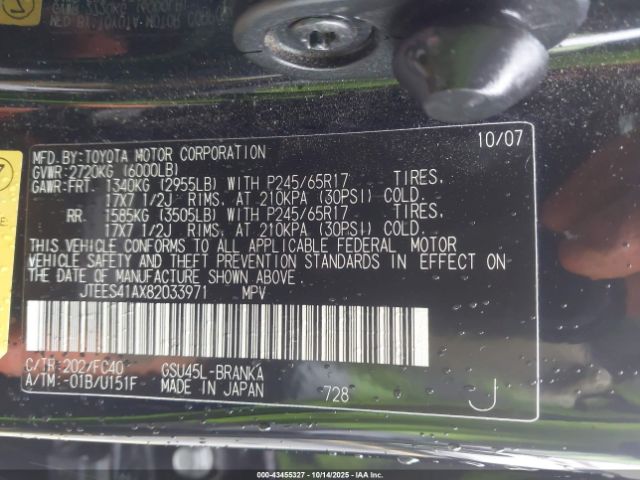 10/07
MFD.BY:TOYOTA MOTOR CORPORATION
GVWR:2720KG (6000LB)
GAWR:FRT. 1340KG (2955LB) WITH P245/65R17 TIRES,
17X7 1/2J RIMS, AT 210KPA (30PSI) COLD.
RR. 1585KG (3505LB) WITH P245/65R17 TIRES,
17X7 1/2J RIMS, AT 210KPA (30PSI) COLD.
THIS VEHICLE CONFORMS TO ALL APPLICABLE FEDERAL MOTOR
VEHICLE SAFETY AND THEFT PREVENTION STANDARDS IN EFFECT ON
THE DATE OF MANUFACTURE SHOWN ABOVE.
JTEES41AX82033971 MPV
C/TR:202/FC40 GSU45L-BRANKA
A/TM:-01B/U151F MADE IN JAPAN 728 J
000-43455327 | 10/14/2025 | IAAI.COM